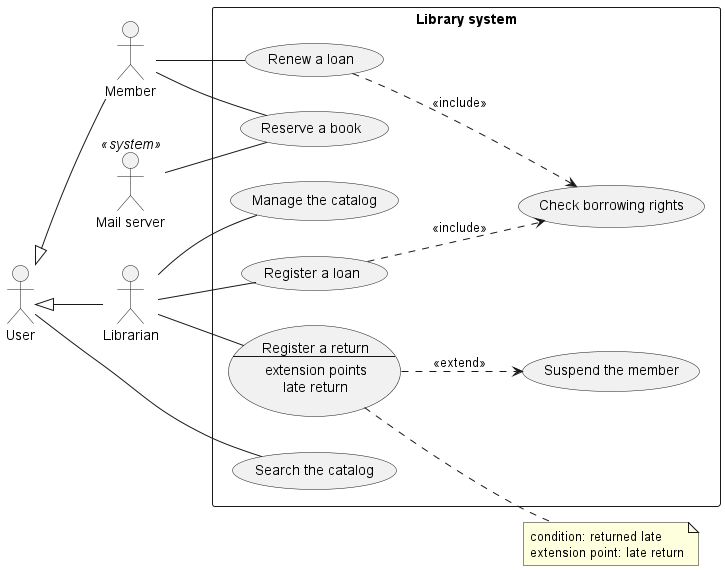 Library system
Member
Renew a loan
«include»
Reserve a book
«system»
Mail server
Manage the catalog
Check borrowing rights
«include»
Register a loan
User
Librarian
Register a return
extension points
late return
«extend»
Suspend the member
Search the catalog
condition: returned late
extension point: late return